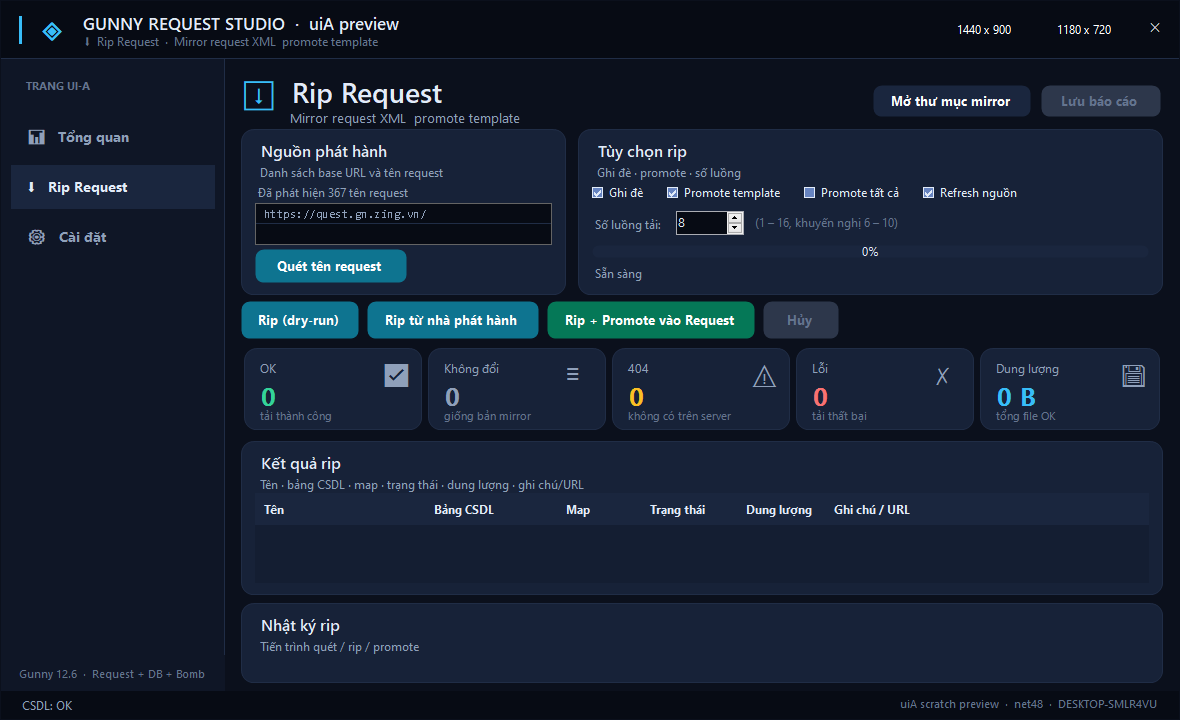 GUNNY REQUEST STUDIO · uiA preview
⬇ Rip Request · Mirror request XML promote template
1440 x 900
1180 x 720
×
TRANG UI-A
Tổng quan
⬇ Rip Request
Cài đặt
↓ Rip Request
Mirror request XML promote template
Mở thư mục mirror
Lưu báo cáo
Nguồn phát hành
Danh sách base URL và tên request
Đã phát hiện 367 tên request
https://quest.gn.zing.vn/
Quét tên request
Tùy chọn rip
Ghi đè · promote · số luồng
Ghi đè
Promote template
Promote tất cả
Refresh nguồn
Số luồng tải:
8
(1 – 16, khuyến nghị 6 – 10)
0%
Sẵn sàng
Rip (dry-run)
Rip từ nhà phát hành
Rip + Promote vào Request
Hủy
OK
0
tải thành công
Không đổi
0
giống bản mirror
404
0
không có trên server
Lỗi
0
tải thất bại
Dung lượng
0 B
tổng file OK
Kết quả rip
Tên · bảng CSDL · map · trạng thái · dung lượng · ghi chú/URL
Tên
Bảng CSDL
Map
Trạng thái
Dung lượng
Ghi chú / URL
Nhật ký rip
Tiến trình quét / rip / promote
Gunny 12.6 · Request + DB + Bomb
CSDL: OK
uiA scratch preview · net48 · DESKTOP-SMLR4VU